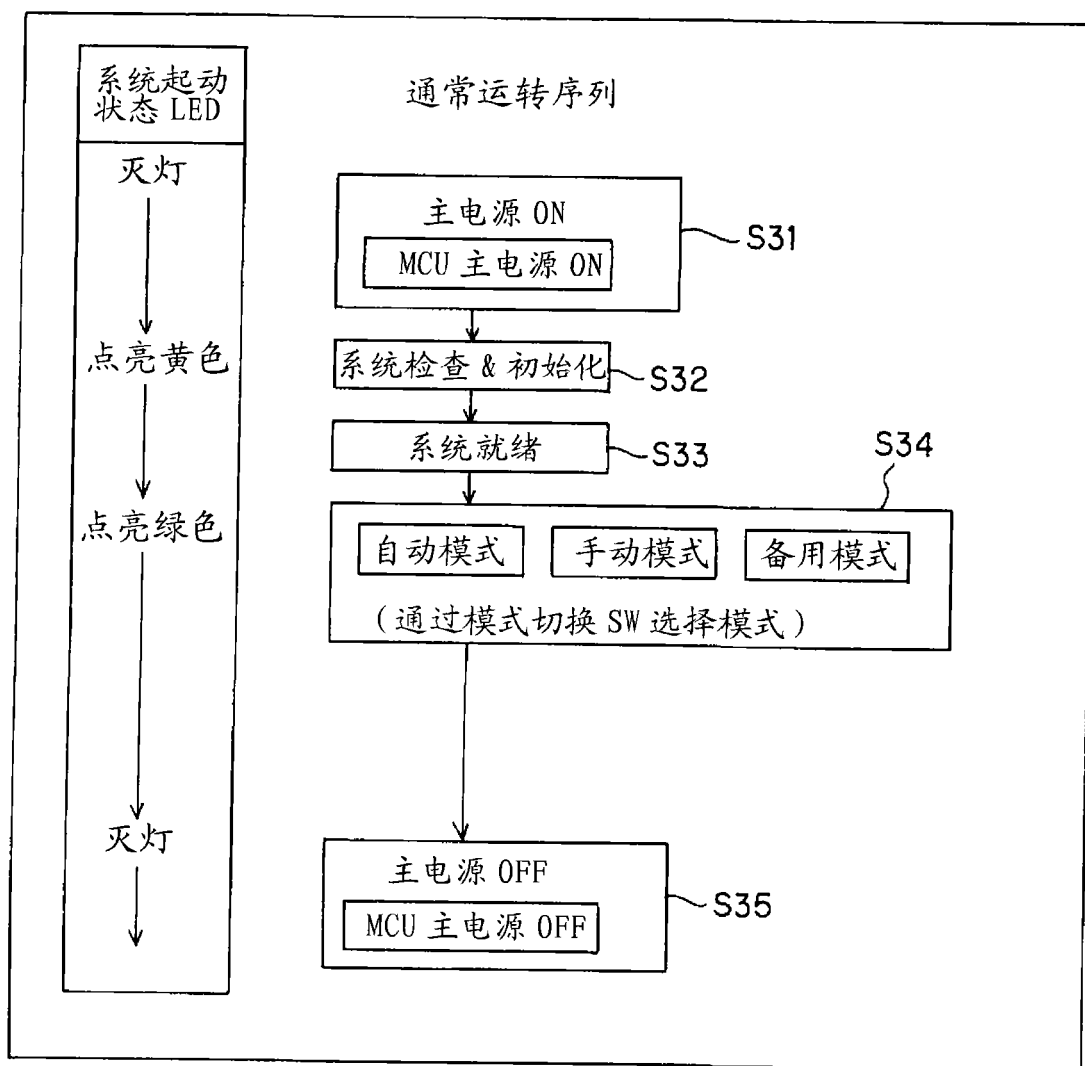 系统起动
状态 LED
通常运转序列
灭灯
主电源 ON
MCU 主电源 ON
S31
点亮黄色
系统检查 & 初始化
S32
系统就绪
S33
S34
点亮绿色
自动模式
手动模式
备用模式
(通过模式切换 SW 选择模式)
灭灯
主电源 OFF
MCU 主电源 OFF
S35